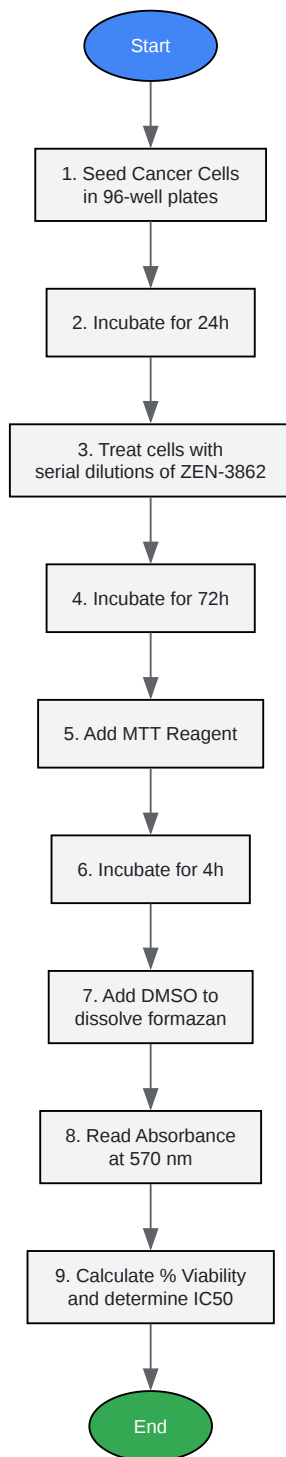 Start
1. Seed Cancer Cells
in 96-well plates
2. Incubate for 24h
3. Treat cells with
serial dilutions of ZEN-3862
4. Incubate for 72h
5. Add MTT Reagent
6. Incubate for 4h
7. Add DMSO to
dissolve formazan
8. Read Absorbance
at 570 nm
9. Calculate % Viability
and determine IC50
End